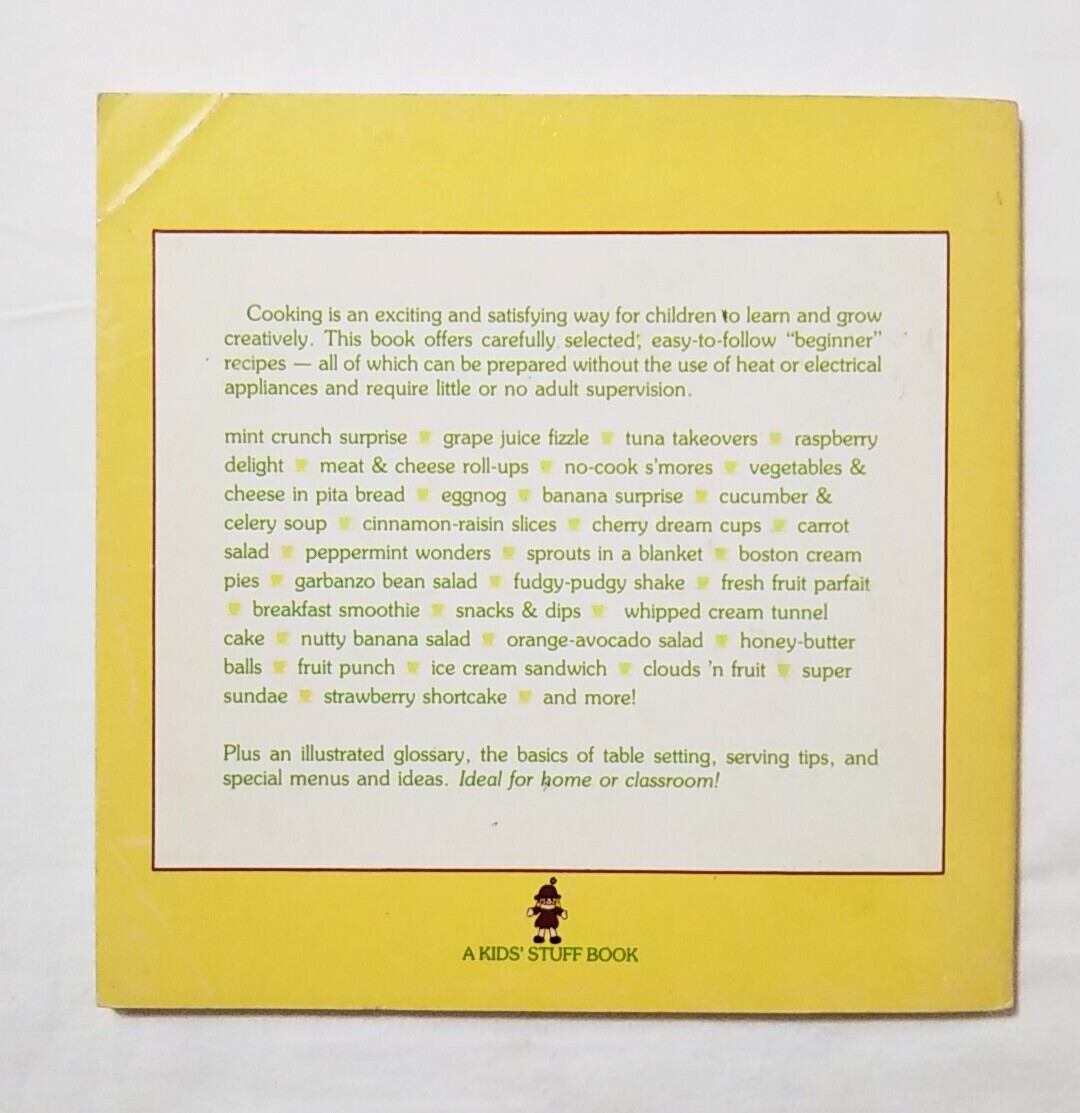 Cooking is an exciting and satisfying way for children to learn and grow
creatively. This book offers carefully selected, easy-to-follow “beginner”
recipes — all of which can be prepared without the use of heat or electrical
appliances and require little or no adult supervision.
mint crunch surprise grape juice fizzle tuna takeovers raspberry
delight meat & cheese roll-ups no-cook s'mores vegetables &
cheese in pita bread eggnog banana surprise cucumber &
celery soup cinnamon-raisin slices cherry dream cups carrot
salad peppermint wonders sprouts in a blanket boston cream
pies garbanzo bean salad fudgy-pudgy shake fresh fruit parfait
breakfast smoothie snacks & dips whipped cream tunnel
cake nutty banana salad orange-avocado salad honey-butter
balls fruit punch ice cream sandwich clouds 'n fruit super
sundae strawberry shortcake and more!
Plus an illustrated glossary, the basics of table setting, serving tips, and
special menus and ideas. Ideal for home or classroom!
A KIDS' STUFF BOOK